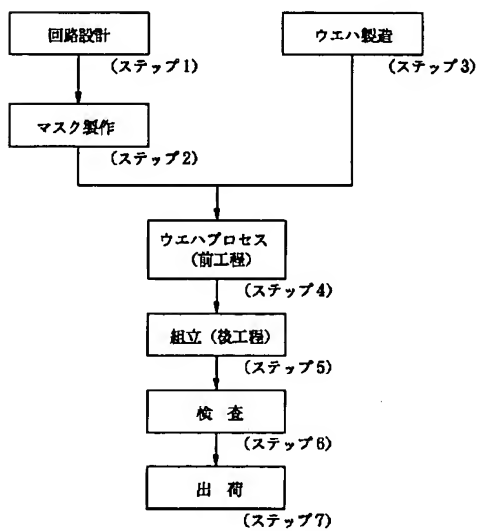 回路設計
(ステップ1)
ウエハ製造
(ステップ3)
マスク製作
(ステップ2)
ウエハプロセス
(前工程)
(ステップ4)
組立(後工程)
(ステップ5)
検 査
(ステップ6)
出 荷
(ステップ7)